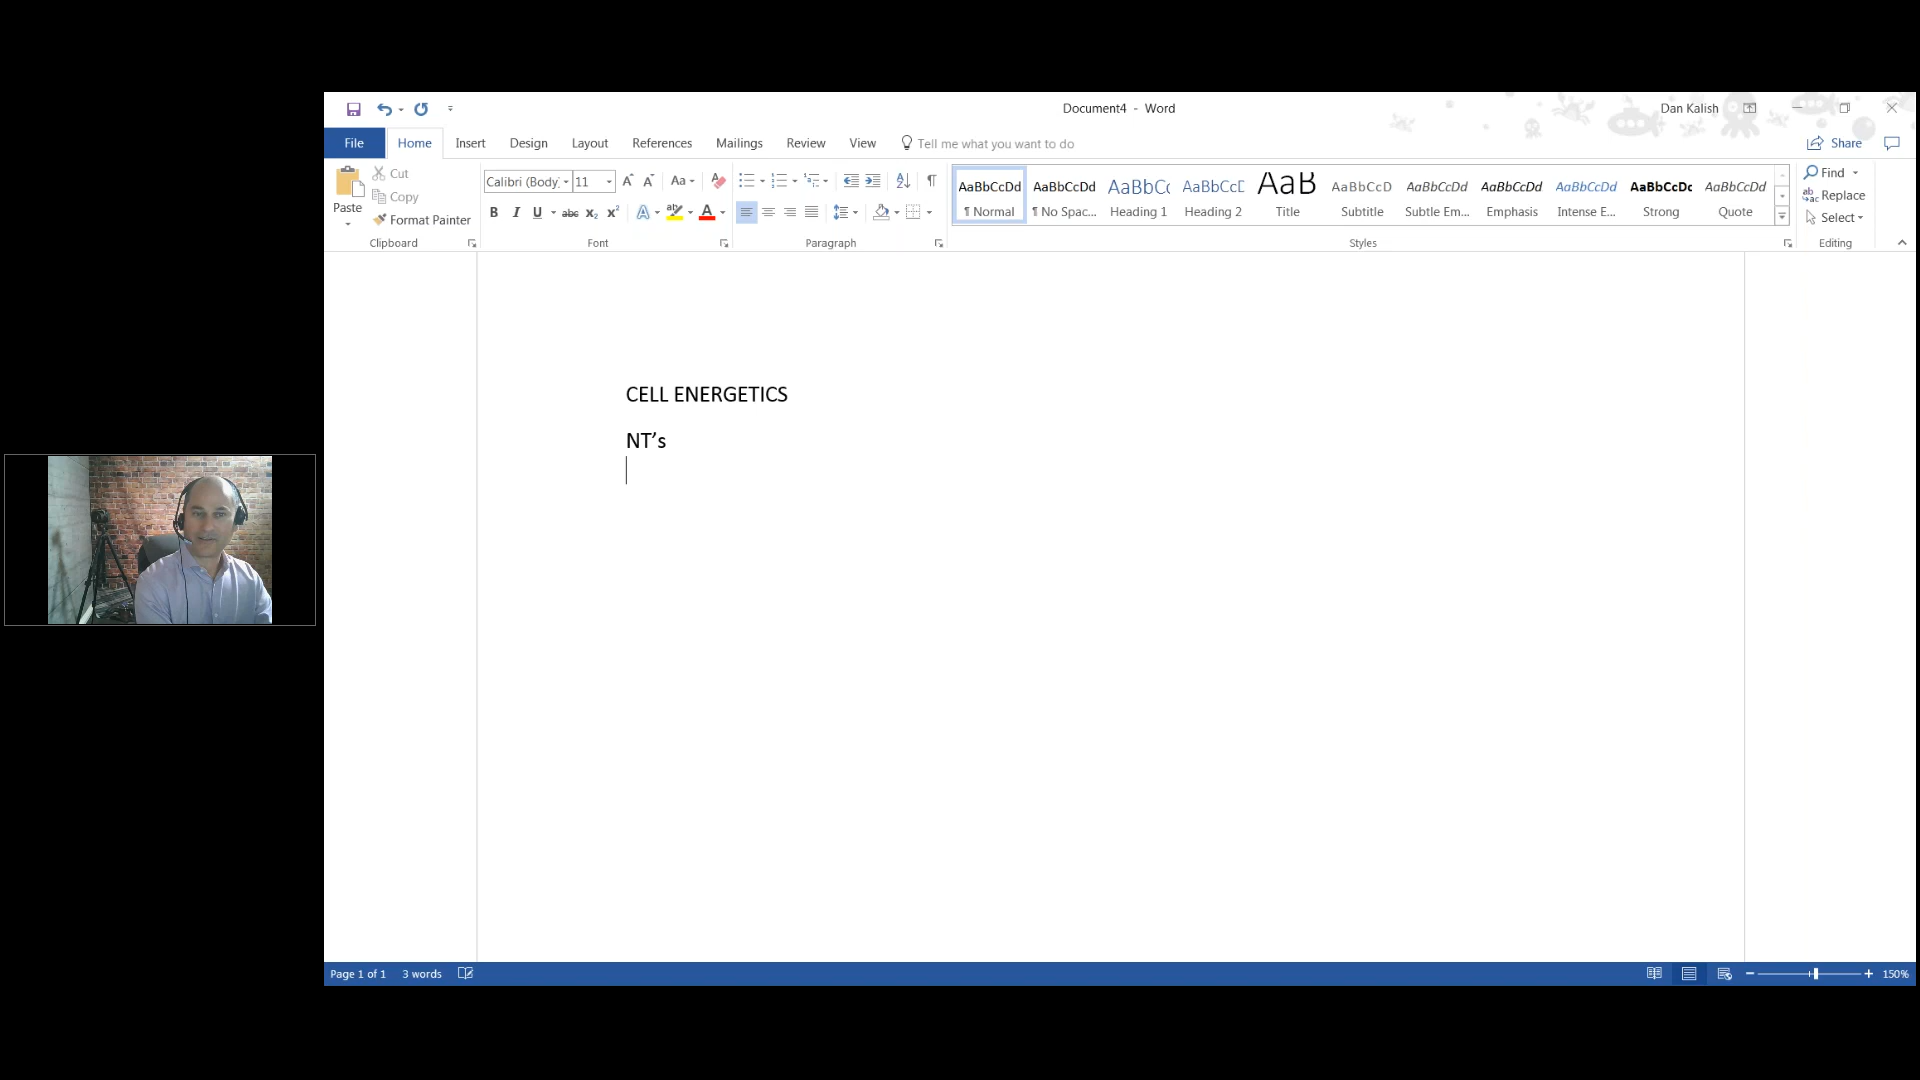 Document4 - Word
Dan Kalish
File Home Insert Design Layout References Mailings Review View Tell me what you want to do
Share
Paste
Cut
Copy
Format Painter
Clipboard
Calibri (Body) 11
Font
Paragraph
AaBbCcDd AaBbCcDd AaBbCc AaBbCcD AaB AaBbCcD AaBbCcDd AaBbCcDd AaBbCcDd AaBbCcDc AaBbCcDd
¶ Normal ¶ No Spac... Heading 1 Heading 2 Title Subtitle Subtle Em... Emphasis Intense E... Strong Quote
Styles
Find
Replace
Select
Editing
CELL ENERGETICS
NT’s
Page 1 of 1 3 words
150%